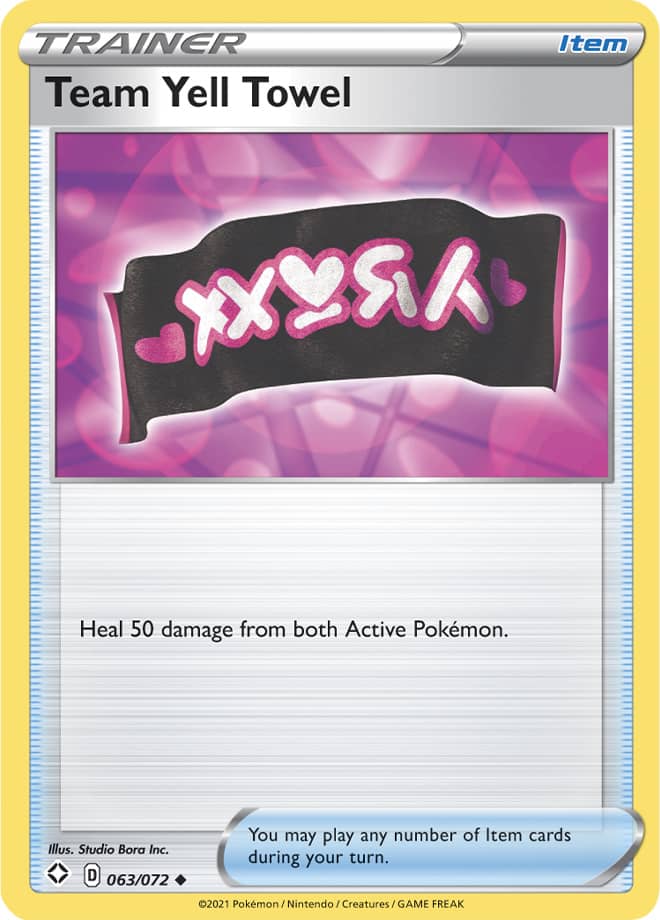 TRAINER
Item
Team Yell Towel
Heal 50 damage from both Active Pokémon.
Illus. Studio Bora Inc.
You may play any number of Item cards
during your turn.
D 063/072 ◆
©2021 Pokémon / Nintendo / Creatures / GAME FREAK